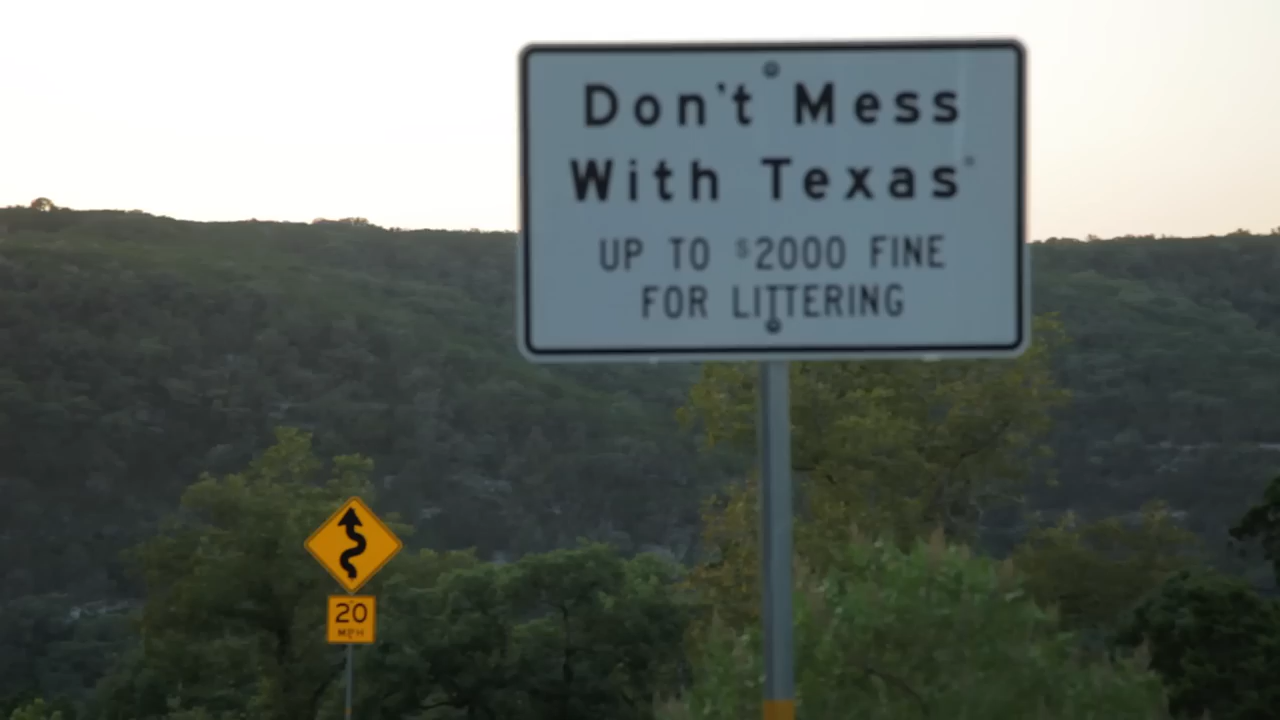 Don't Mess
With Texas®
UP TO $2000 FINE
FOR LITTERING
20
MPH